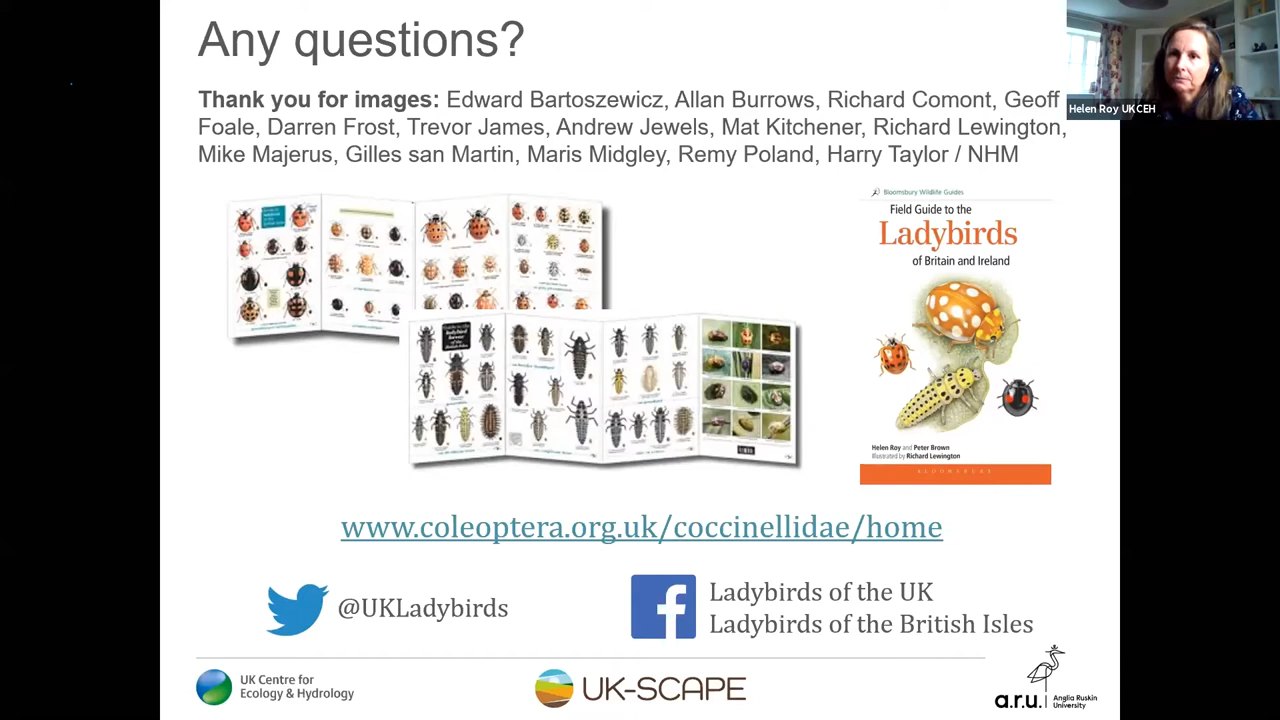 Any questions?
Thank you for images: Edward Bartoszewicz, Allan Burrows, Richard Comont, Geoff
Foale, Darren Frost, Trevor James, Andrew Jewels, Mat Kitchener, Richard Lewington,
Mike Majerus, Gilles san Martin, Maris Midgley, Remy Poland, Harry Taylor / NHM
Helen Roy UKCEH
Bloomsbury Wildlife Guides
Field Guide to the
Ladybirds
of Britain and Ireland
Helen Roy and Peter Brown
Illustrated by Richard Lewington
BLOOMSBURY
www.coleoptera.org.uk/coccinellidae/home
@UKLadybirds
Ladybirds of the UK
Ladybirds of the British Isles
UK Centre for
Ecology & Hydrology
UK-SCAPE
a.r.u.
Anglia Ruskin
University